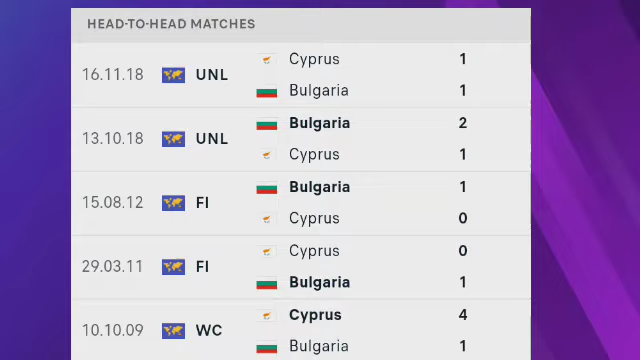 HEAD-TO-HEAD MATCHES
16.11.18 UNL Cyprus 1
Bulgaria 1
13.10.18 UNL Bulgaria 2
Cyprus 1
15.08.12 FI Bulgaria 1
Cyprus 0
29.03.11 FI Cyprus 0
Bulgaria 1
10.10.09 WC Cyprus 4
Bulgaria 1